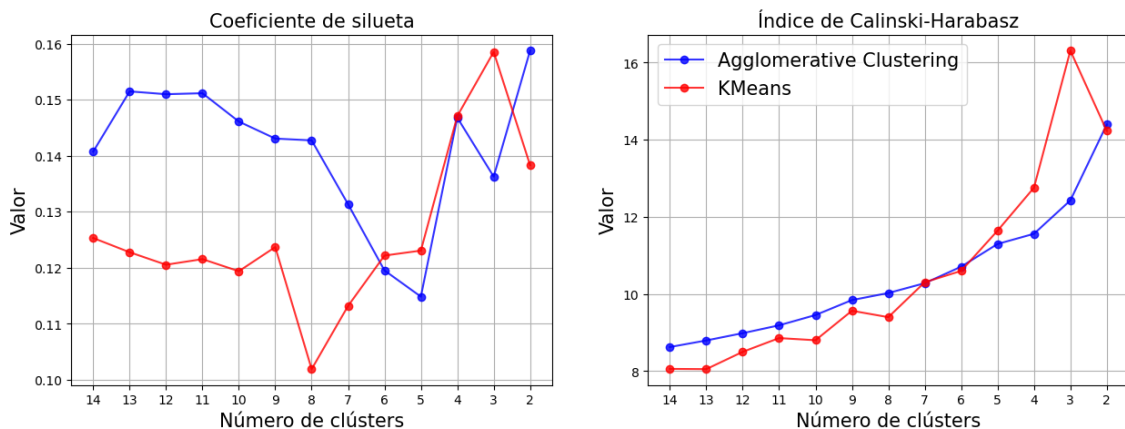 Coeficiente de silueta
0.16
0.15
0.14
0.13
0.12
0.11
0.10
Valor
14 13 12 11 10 9 8 7 6 5 4 3 2
Número de clústers
Índice de Calinski-Harabasz
Agglomerative Clustering
KMeans
16
14
12
10
8
Valor
14 13 12 11 10 9 8 7 6 5 4 3 2
Número de clústers